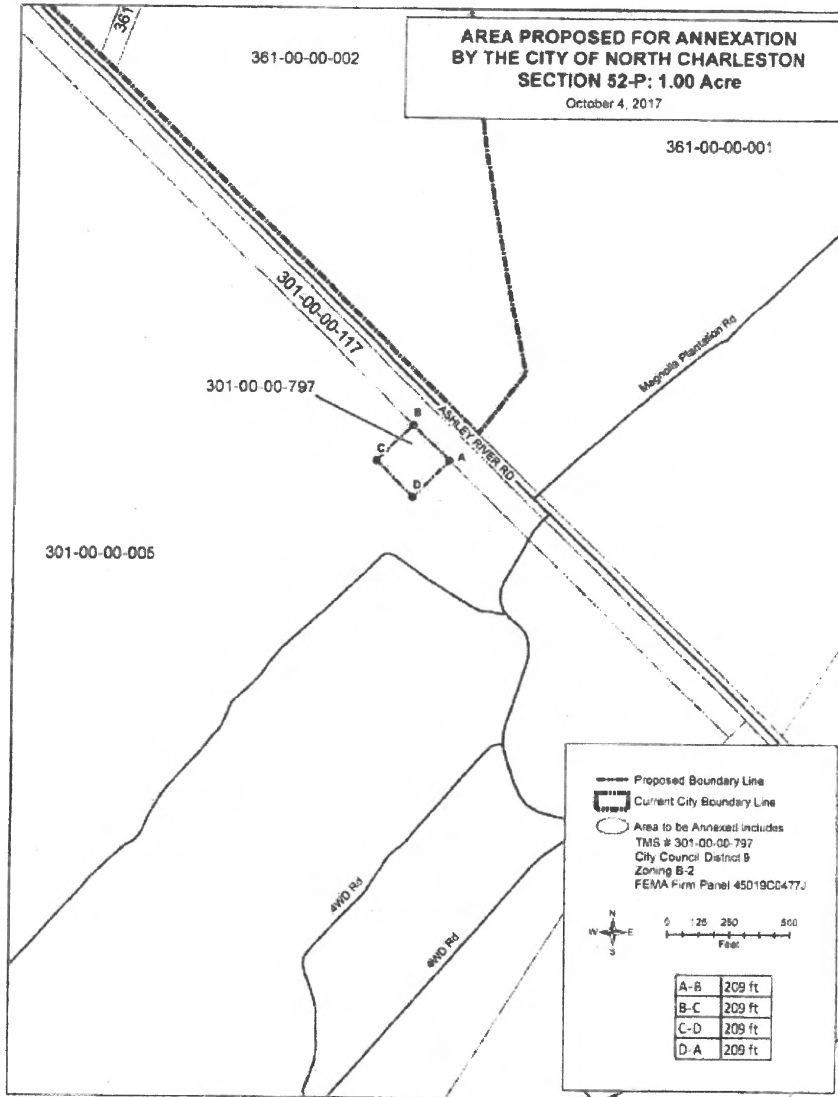 AREA PROPOSED FOR ANNEXATION
BY THE CITY OF NORTH CHARLESTON
SECTION 52-P: 1.00 Acre
October 4, 2017
361
361-00-00-002
361-00-00-001
301-00-00-117
Magnolia Plantation Rd
301-00-00-797
ASHLEY RIVER RD
B
A
C
D
301-00-00-005
4WD Rd
4WD Rd
Proposed Boundary Line
Current City Boundary Line
Area to be Annexed includes
TMS # 301-00-00-797
City Council District 9
Zoning B-2
FEMA Firm Panel 45019C0477J
N
W E
S
0 125 250 500
Feet
A-B 209 ft
B-C 209 ft
C-D 209 ft
D-A 209 ft